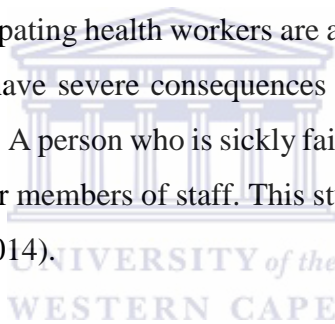 pating health workers are a
ave severe consequences
A person who is sickly fai
r members of staff. This st
014).
UNIVERSITY of the
WESTERN CAPE